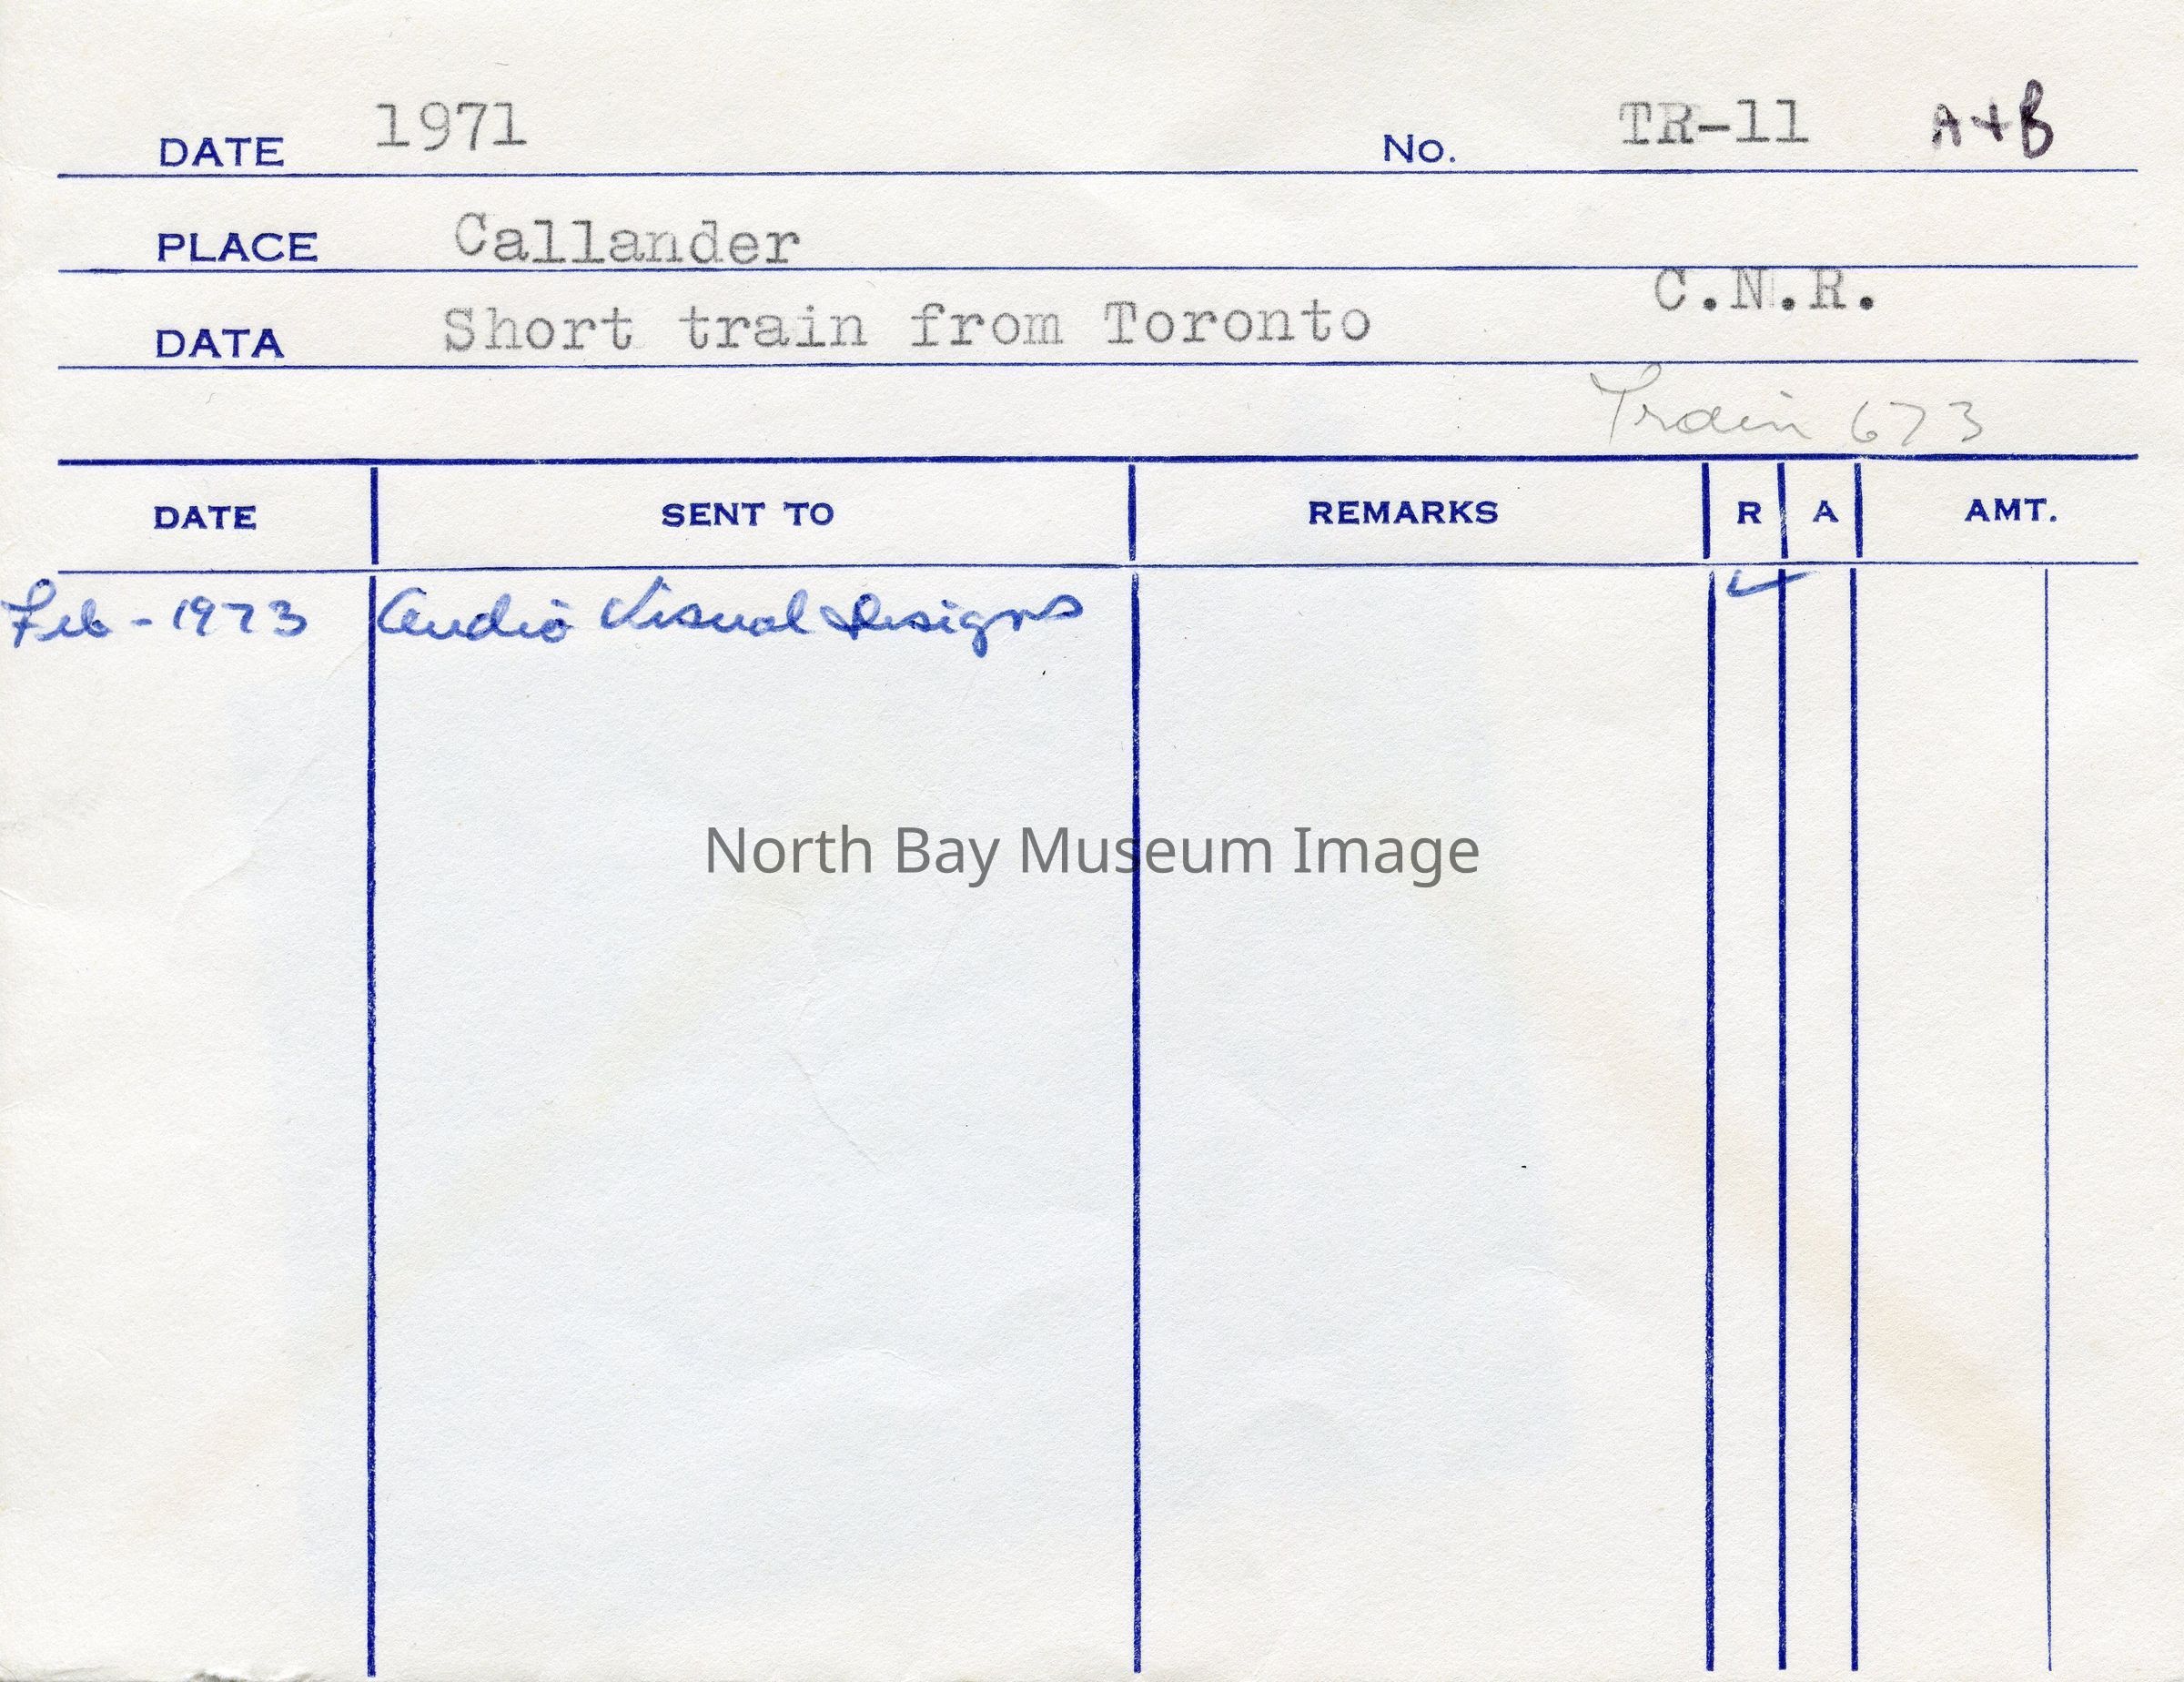 DATE 1971 No. TR-11 A+B
PLACE Callander
C.N.R.
DATA Short train from Toronto
Train 673
DATE SENT TO REMARKS R A AMT.
Feb - 1973 Audio Visual Designs ✓
North Bay Museum Image